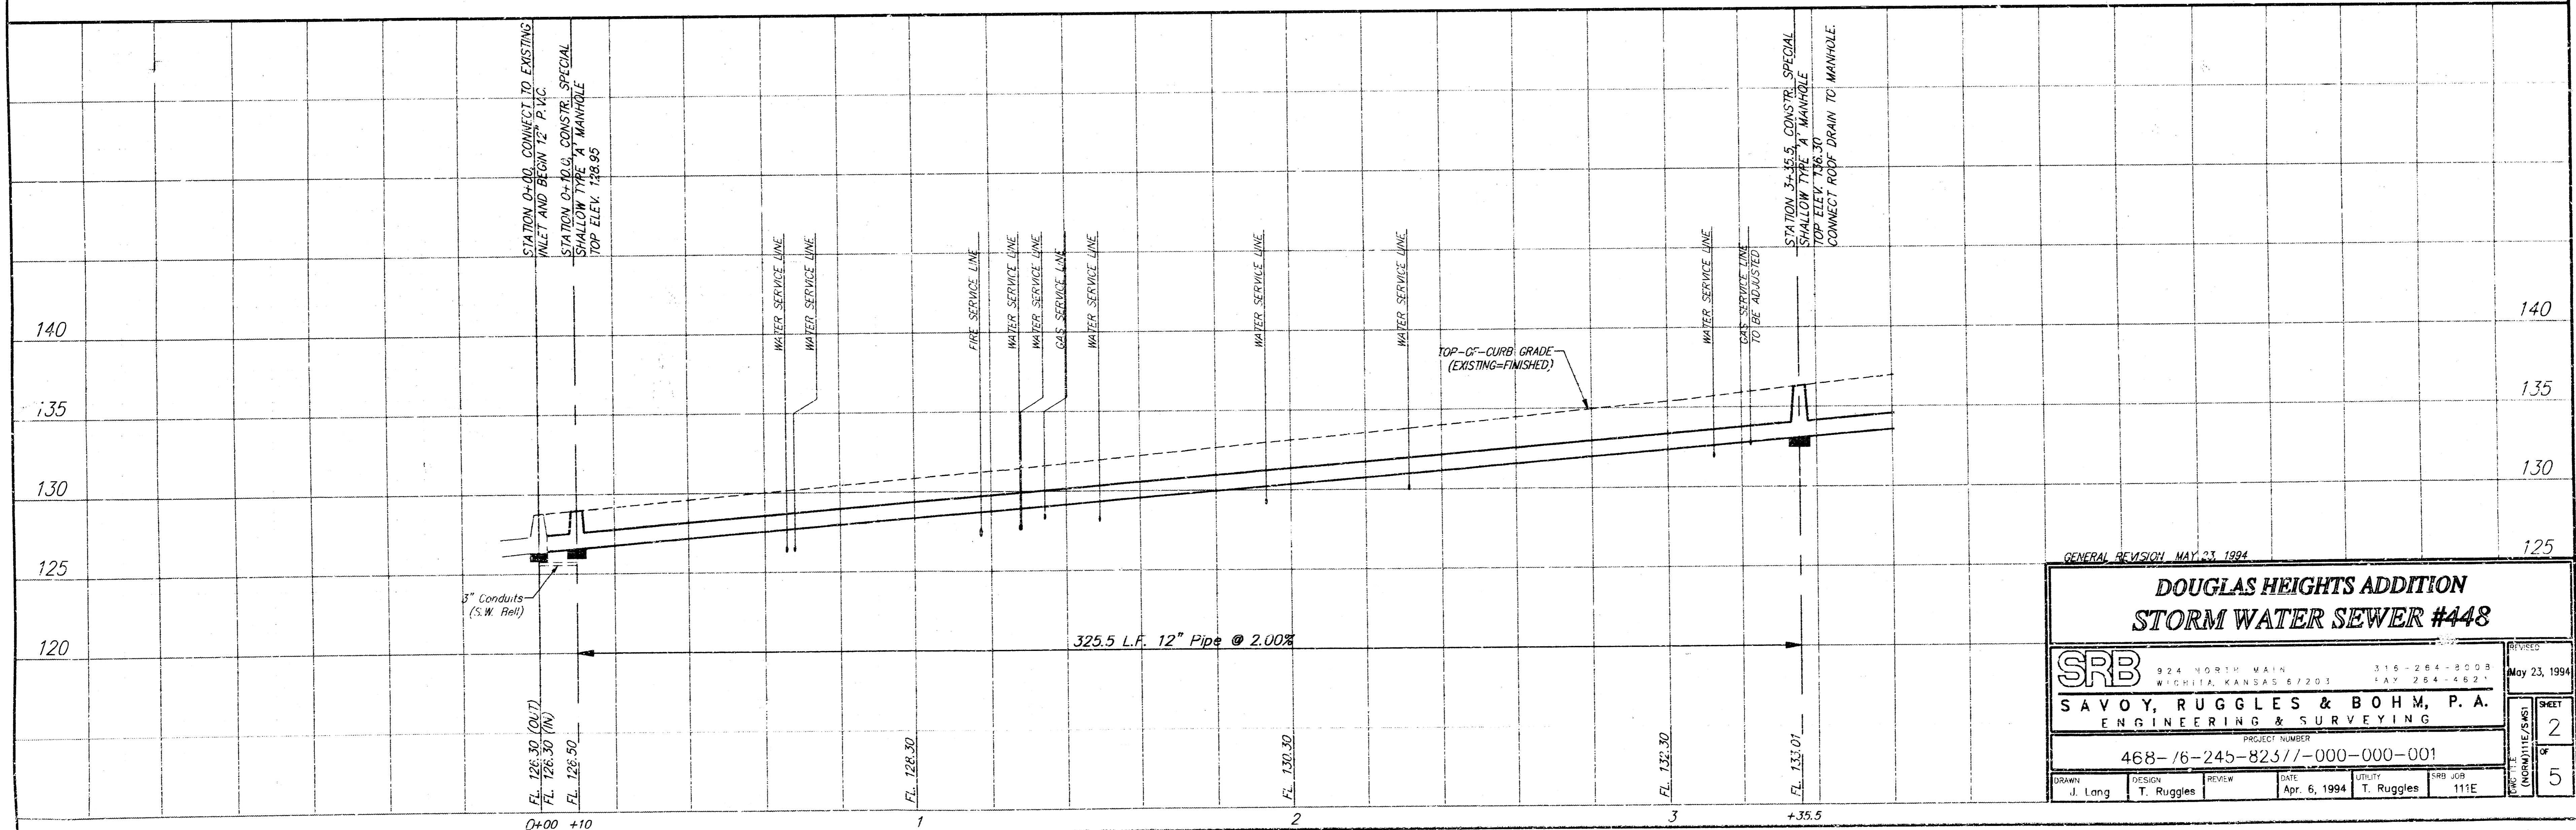 STATION 0+00, CONNECT TO EXISTING
INLET AND BEGIN 12" P.V.C.
STATION 0+10.0, CONSTR. SPECIAL
SHALLOW TYPE 'A' MANHOLE
TOP ELEV. 128.95
STATION 3+35.5, CONSTR. SPECIAL
SHALLOW TYPE 'A' MANHOLE
TOP ELEV. 136.30
CONNECT ROOF DRAIN TO MANHOLE.
WATER SERVICE LINE
WATER SERVICE LINE
FIRE SERVICE LINE
WATER SERVICE LINE
WATER SERVICE LINE
GAS SERVICE LINE
WATER SERVICE LINE
WATER SERVICE LINE
WATER SERVICE LINE
WATER SERVICE LINE
GAS SERVICE LINE
TO BE ADJUSTED
140
140
TOP-OF-CURB GRADE
(EXISTING=FINISHED)
135
135
130
130
125
125
3" Conduits
(S.W. Bell)
120
325.5 L.F. 12" Pipe @ 2.00%
FL. 126.30 (OUT)
FL. 126.30 (IN)
FL. 126.50
FL. 128.30
FL. 130.30
FL. 132.30
FL. 133.01
0+00 +10
1
2
3
+35.5
GENERAL REVISION MAY 23, 1994
DOUGLAS HEIGHTS ADDITION
STORM WATER SEWER #448
SRB
924 NORTH MAIN
WICHITA, KANSAS 67203
316-264-8008
FAX 264-4621
SAVOY, RUGGLES & BOHM, P.A.
ENGINEERING & SURVEYING
REVISED
May 23, 1994
PROJECT NUMBER
468-76-245-82377-000-000-001
DRAWN
J. Lang
DESIGN
T. Ruggles
REVIEW
DATE
Apr. 6, 1994
UTILITY
T. Ruggles
SRB JOB
111E
(NORM)111E/SWS1
SHEET
2
OF
5